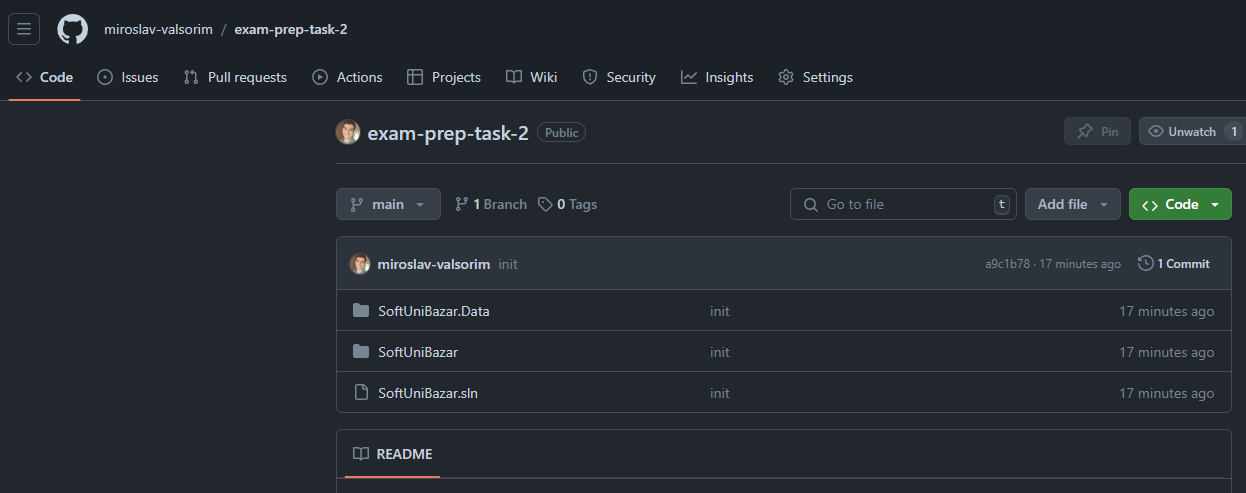 miroslav-valsorim / exam-prep-task-2
Code Issues Pull requests Actions Projects Wiki Security Insights Settings
exam-prep-task-2 Public Pin Unwatch 1
main 1 Branch 0 Tags Go to file t Add file Code
miroslav-valsorim init a9c1b78 · 17 minutes ago 1 Commit
SoftUniBazar.Data init 17 minutes ago
SoftUniBazar init 17 minutes ago
SoftUniBazar.sln init 17 minutes ago
README